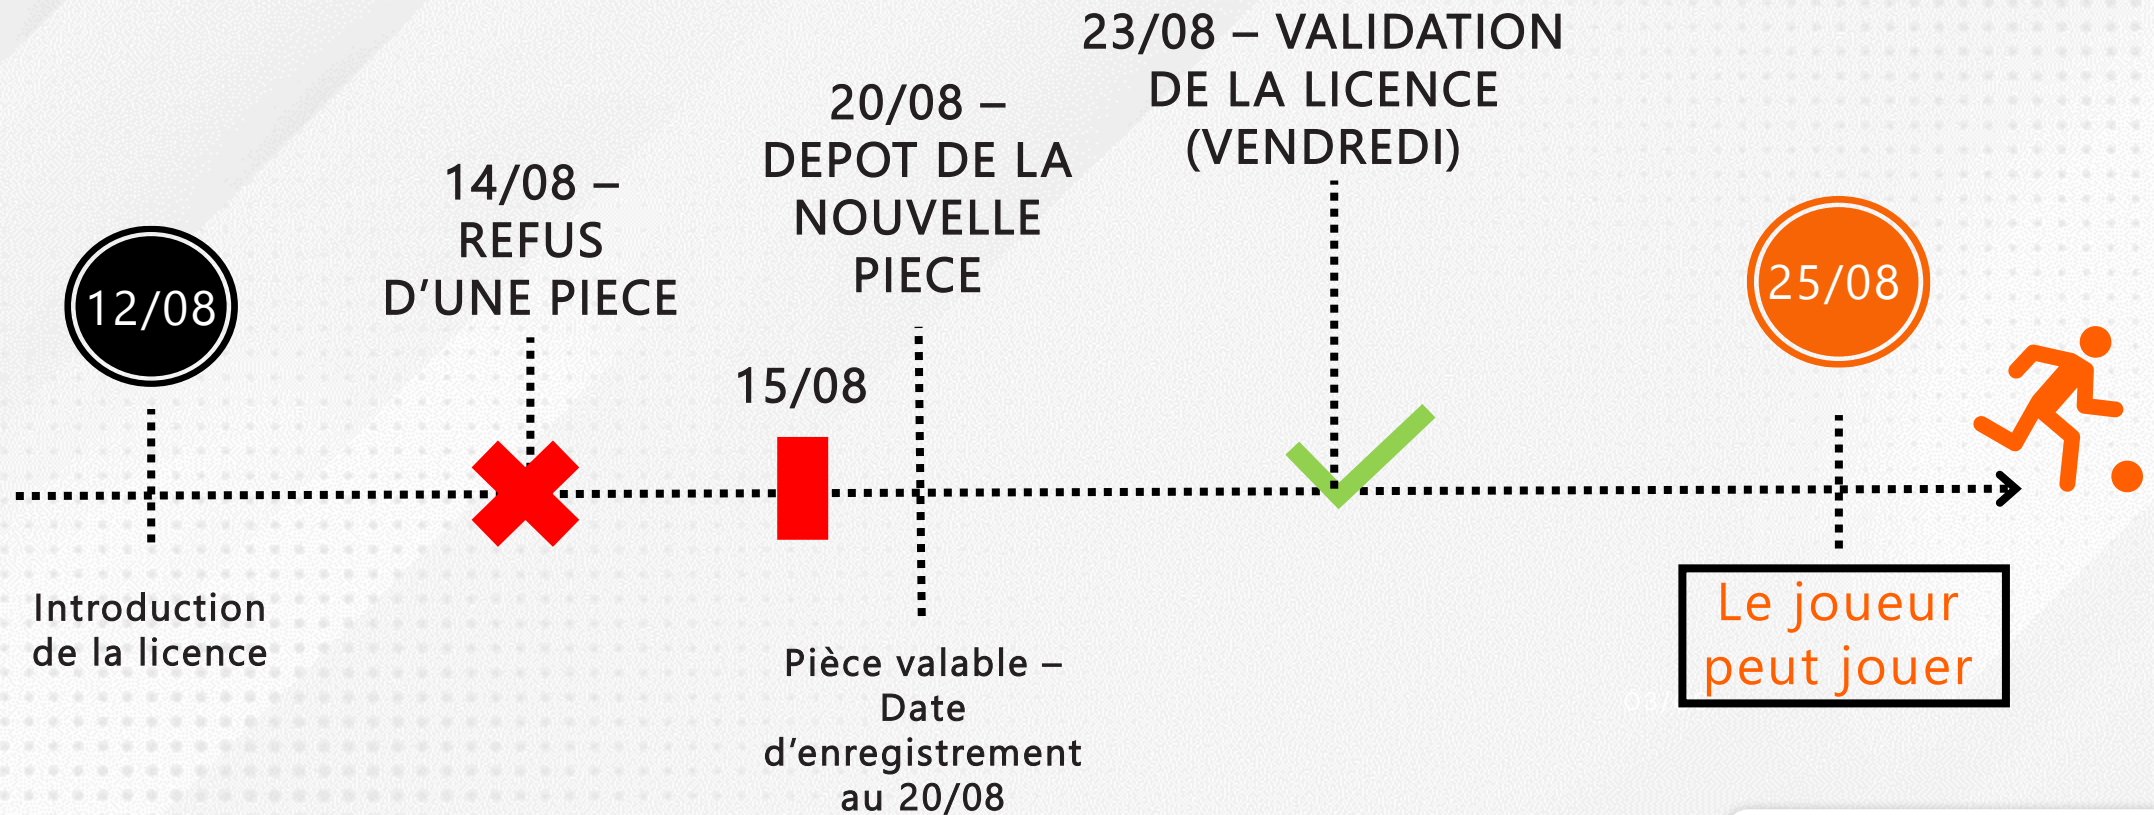 12/08
Introduction
de la licence
14/08 –
REFUS
D’UNE PIECE
15/08
20/08 –
DEPOT DE LA
NOUVELLE
PIECE
Pièce valable –
Date
d’enregistrement
au 20/08
23/08 – VALIDATION
DE LA LICENCE
(VENDREDI)
25/08
Le joueur
peut jouer